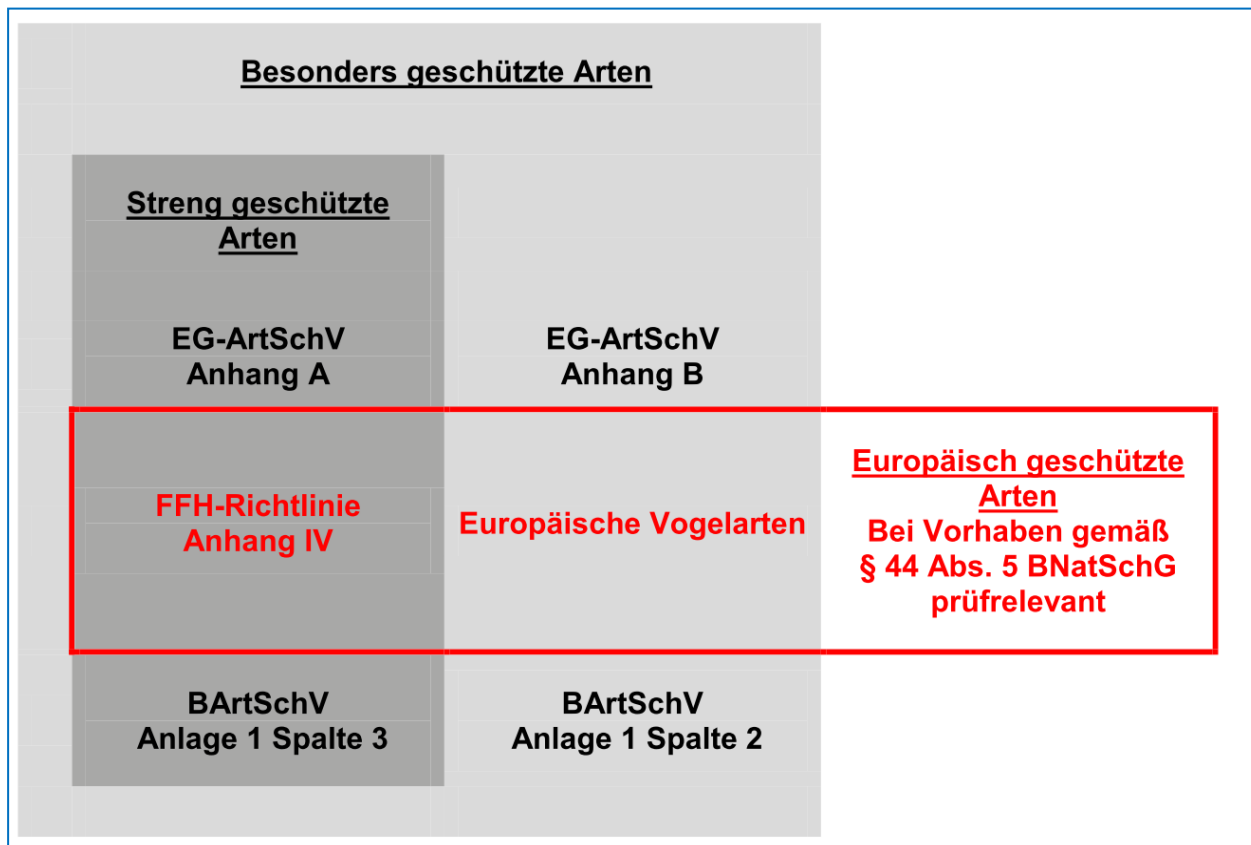 Besonders geschützte Arten
Streng geschützte
Arten
EG-ArtSchV
Anhang A
EG-ArtSchV
Anhang B
FFH-Richtlinie
Anhang IV
Europäische Vogelarten
Europäisch geschützte
Arten
Bei Vorhaben gemäß
§ 44 Abs. 5 BNatSchG
prüfrelevant
BArtSchV
Anlage 1 Spalte 3
BArtSchV
Anlage 1 Spalte 2